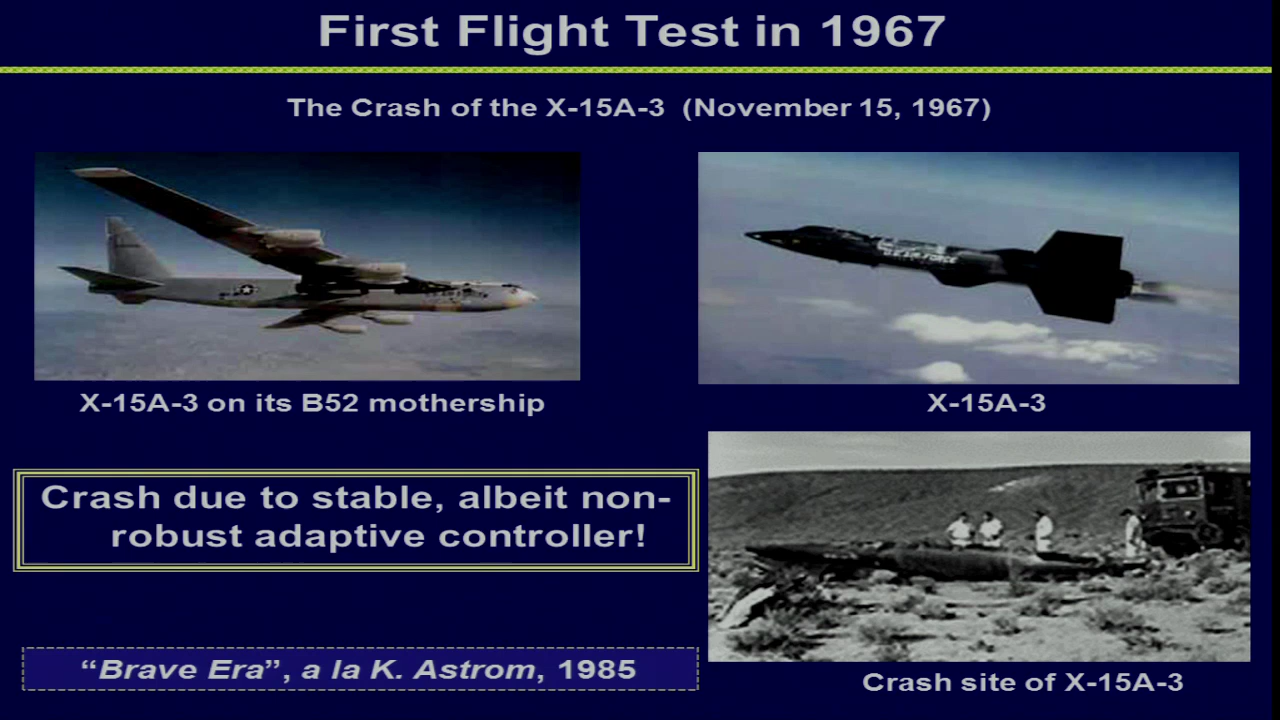 First Flight Test in 1967
The Crash of the X-15A-3 (November 15, 1967)
U.S. AIR FORCE
X-15A-3 on its B52 mothership
X-15A-3
Crash due to stable, albeit non-
robust adaptive controller!
“Brave Era”, a la K. Astrom, 1985
Crash site of X-15A-3